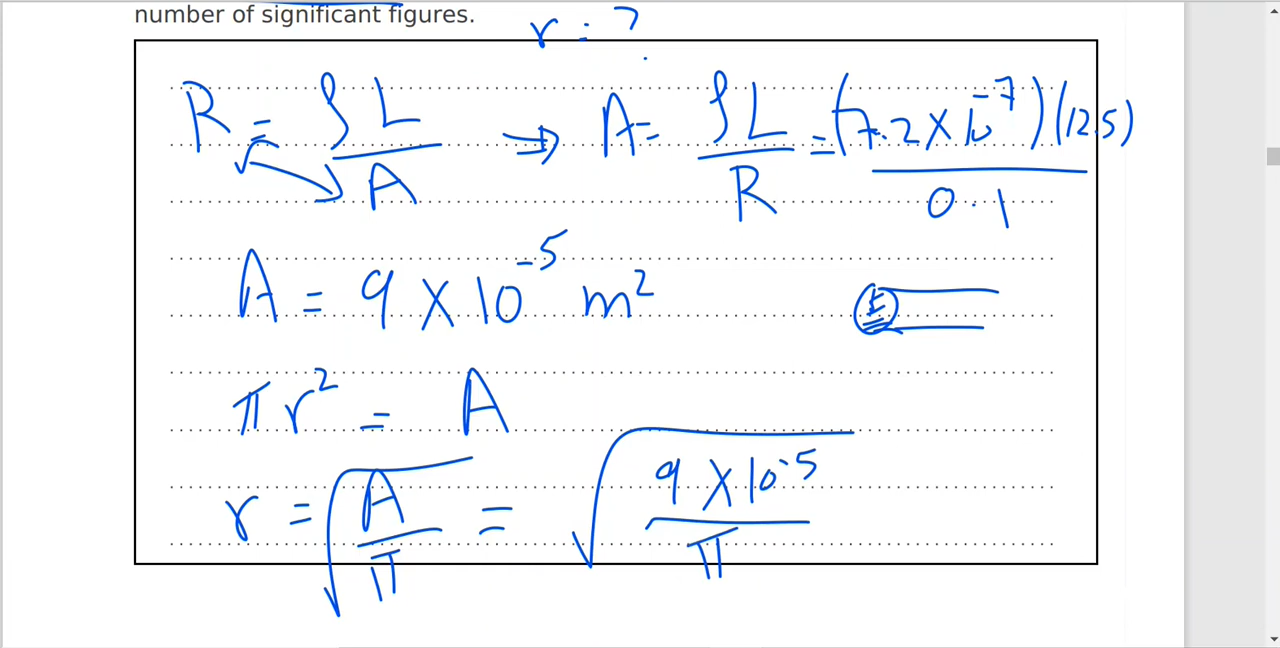 number of significant figures.
r = ?
R = ρL/A → A = ρL/R = (7.2 × 10⁻⁷)(12.5)/0.1
A = 9 × 10⁻⁵ m²
πr² = A
r = √(A/π) = √(9 × 10⁻⁵/π)